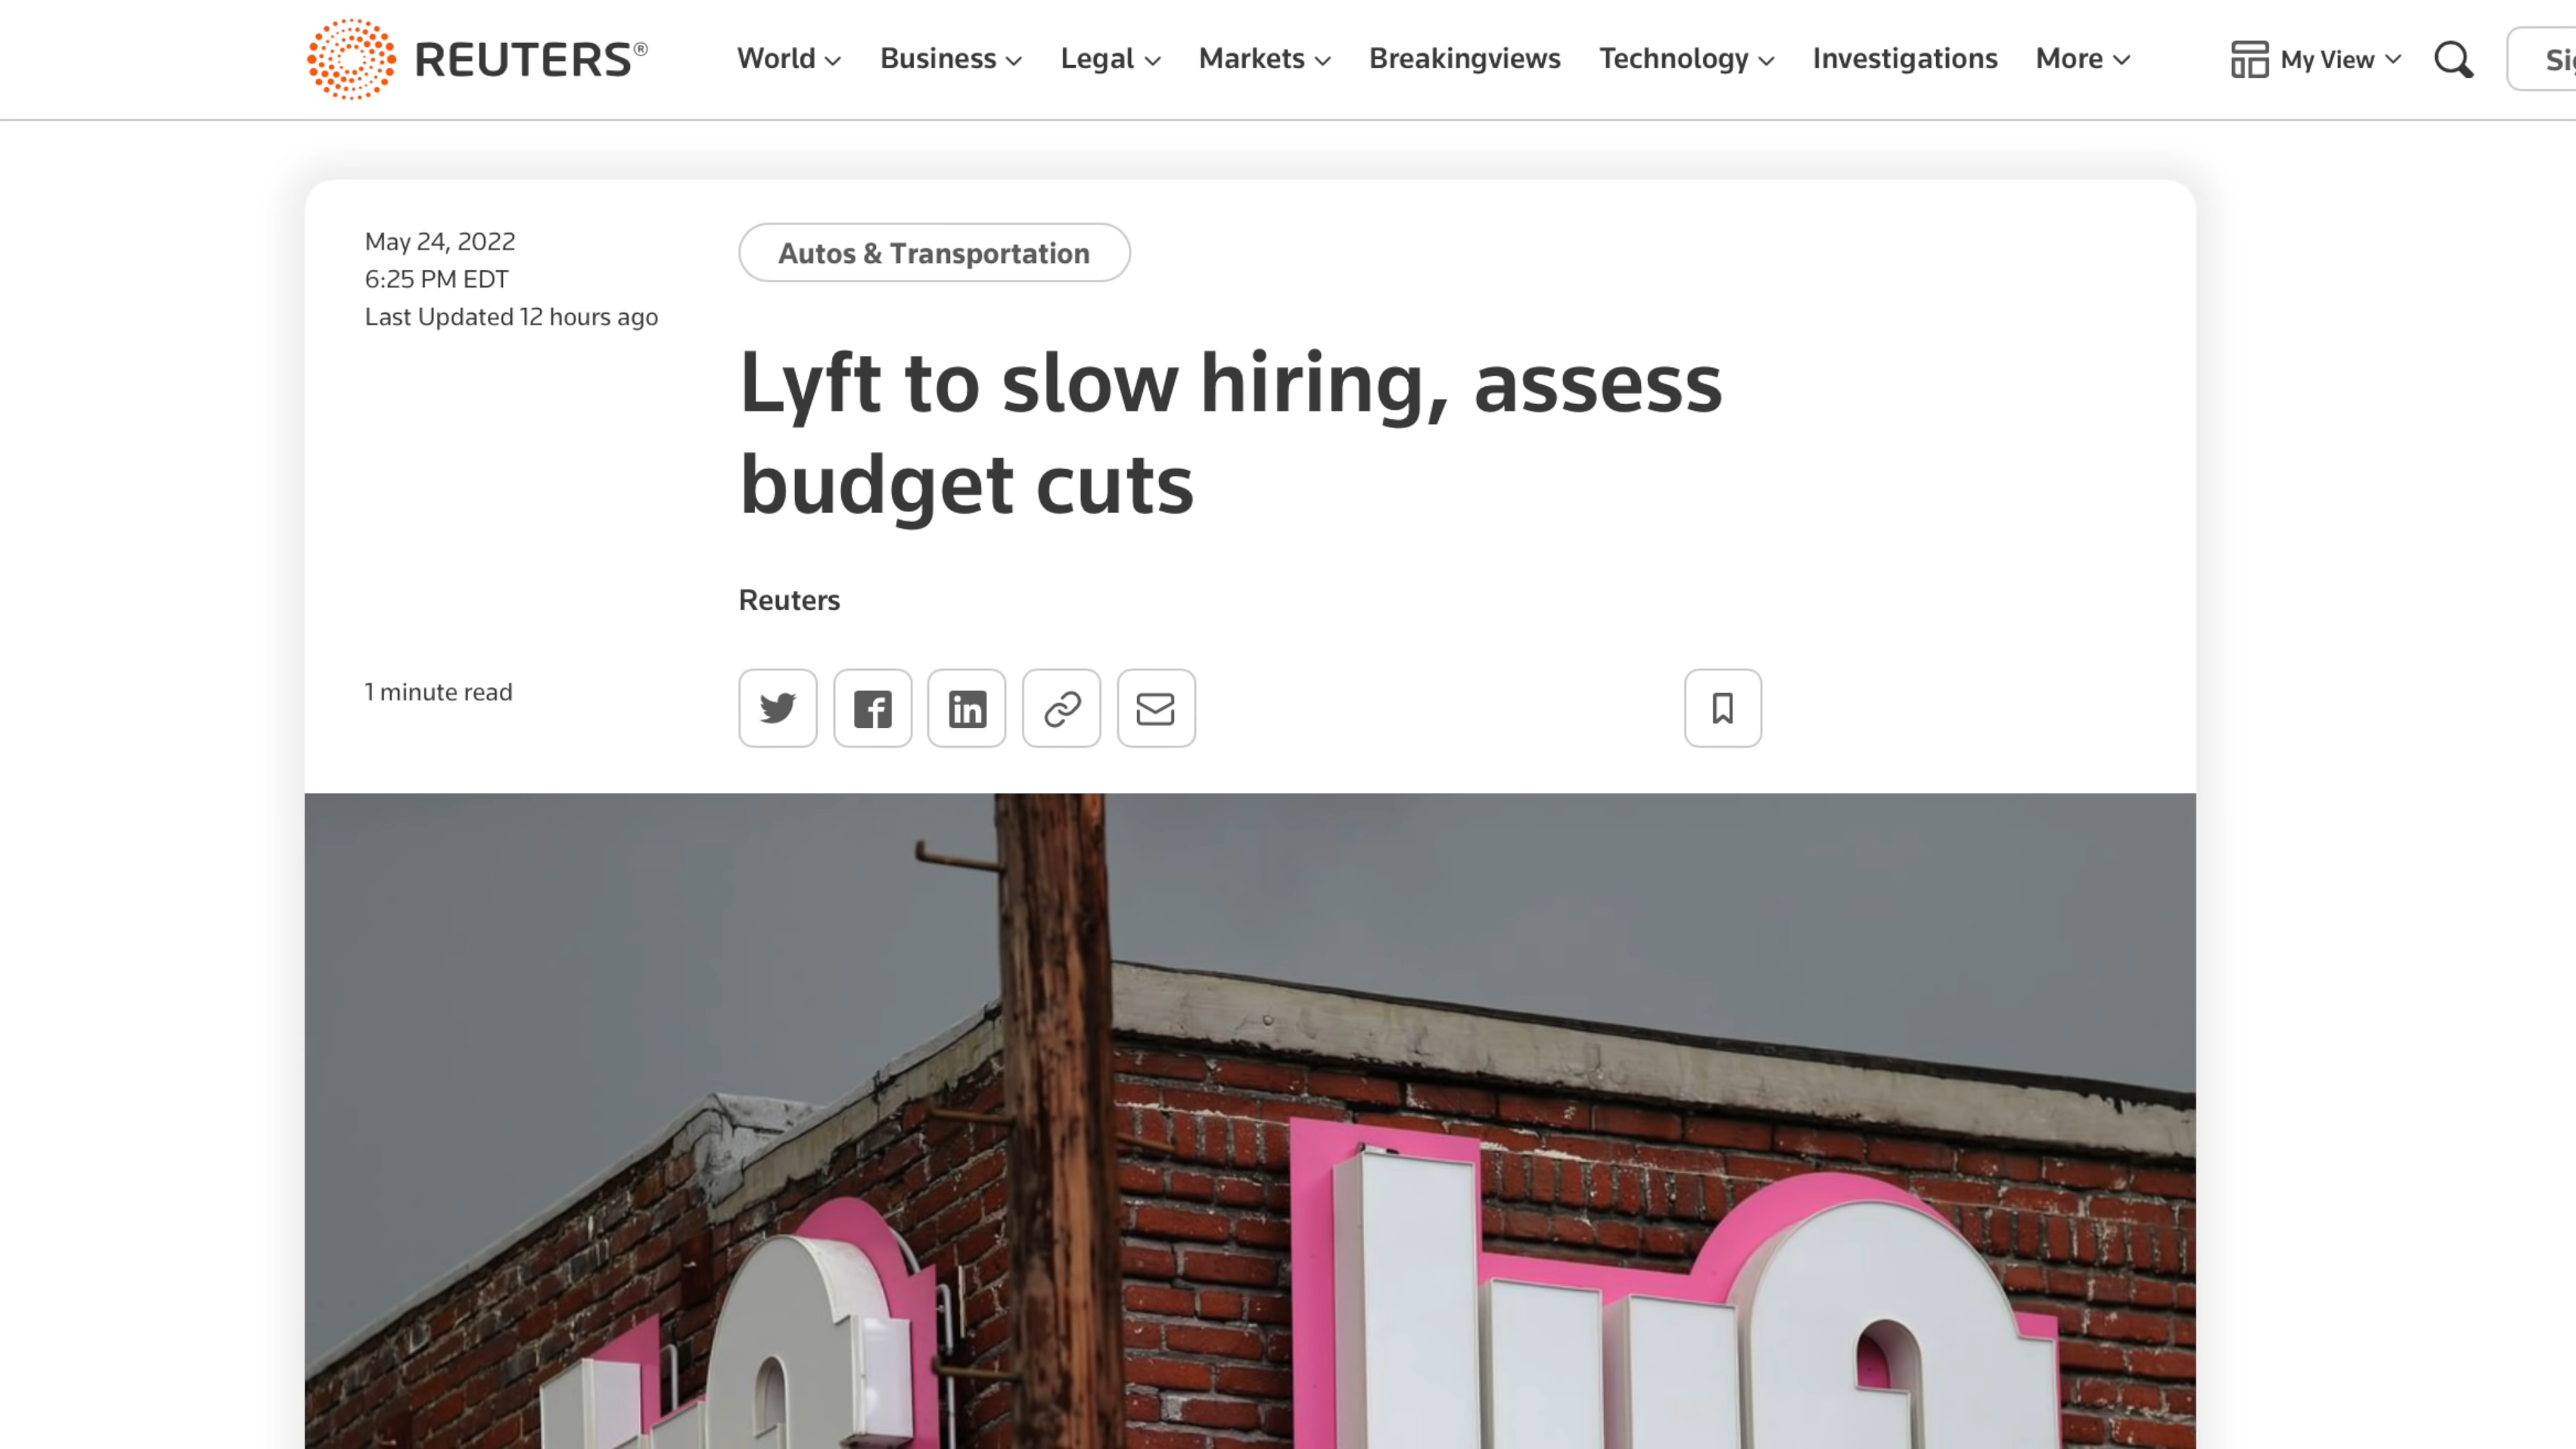 REUTERS®
World Business Legal Markets Breakingviews Technology Investigations More My View
May 24, 2022
6:25 PM EDT
Last Updated 12 hours ago
Autos & Transportation
Lyft to slow hiring, assess
budget cuts
Reuters
1 minute read